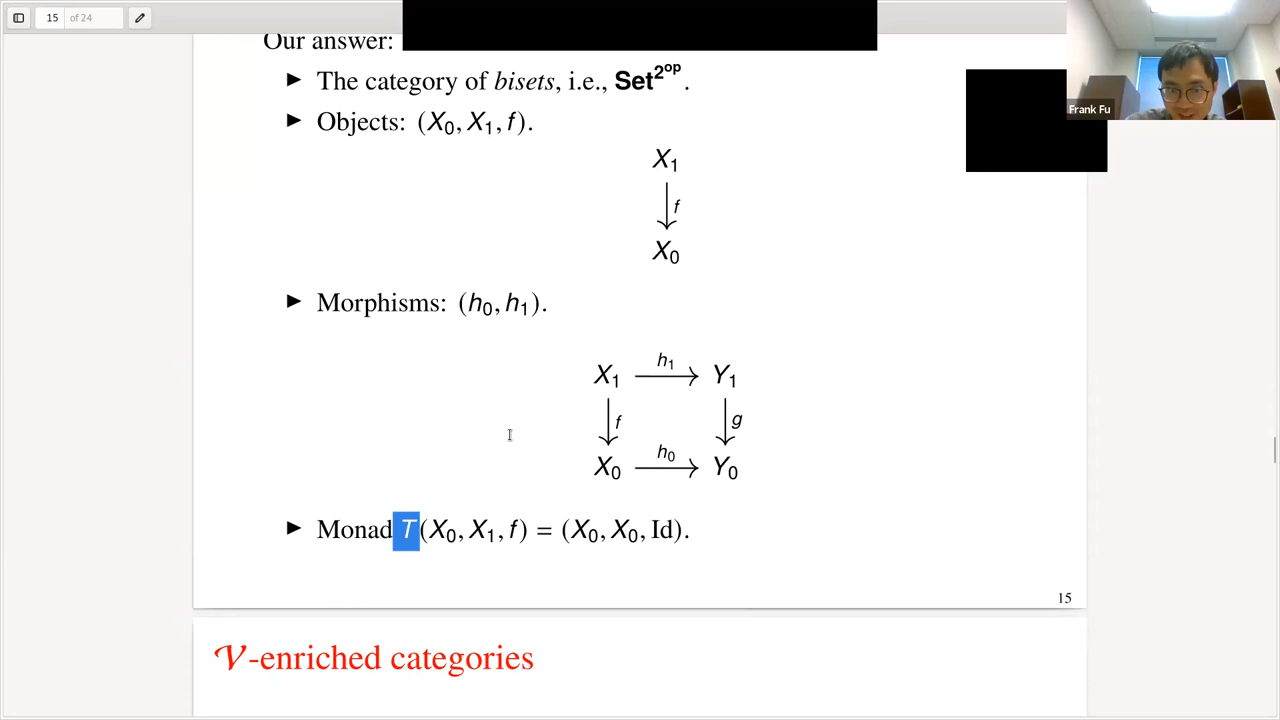 15 of 24
Our answer:
Frank Fu
► The category of bisets, i.e., Set^{2^{op}}.
► Objects: (X₀, X₁, f).
X₁
f
X₀
► Morphisms: (h₀, h₁).
X₁ h₁ Y₁
f g
X₀ h₀ Y₀
► Monad T(X₀, X₁, f) = (X₀, X₀, Id).
15
𝒱-enriched categories